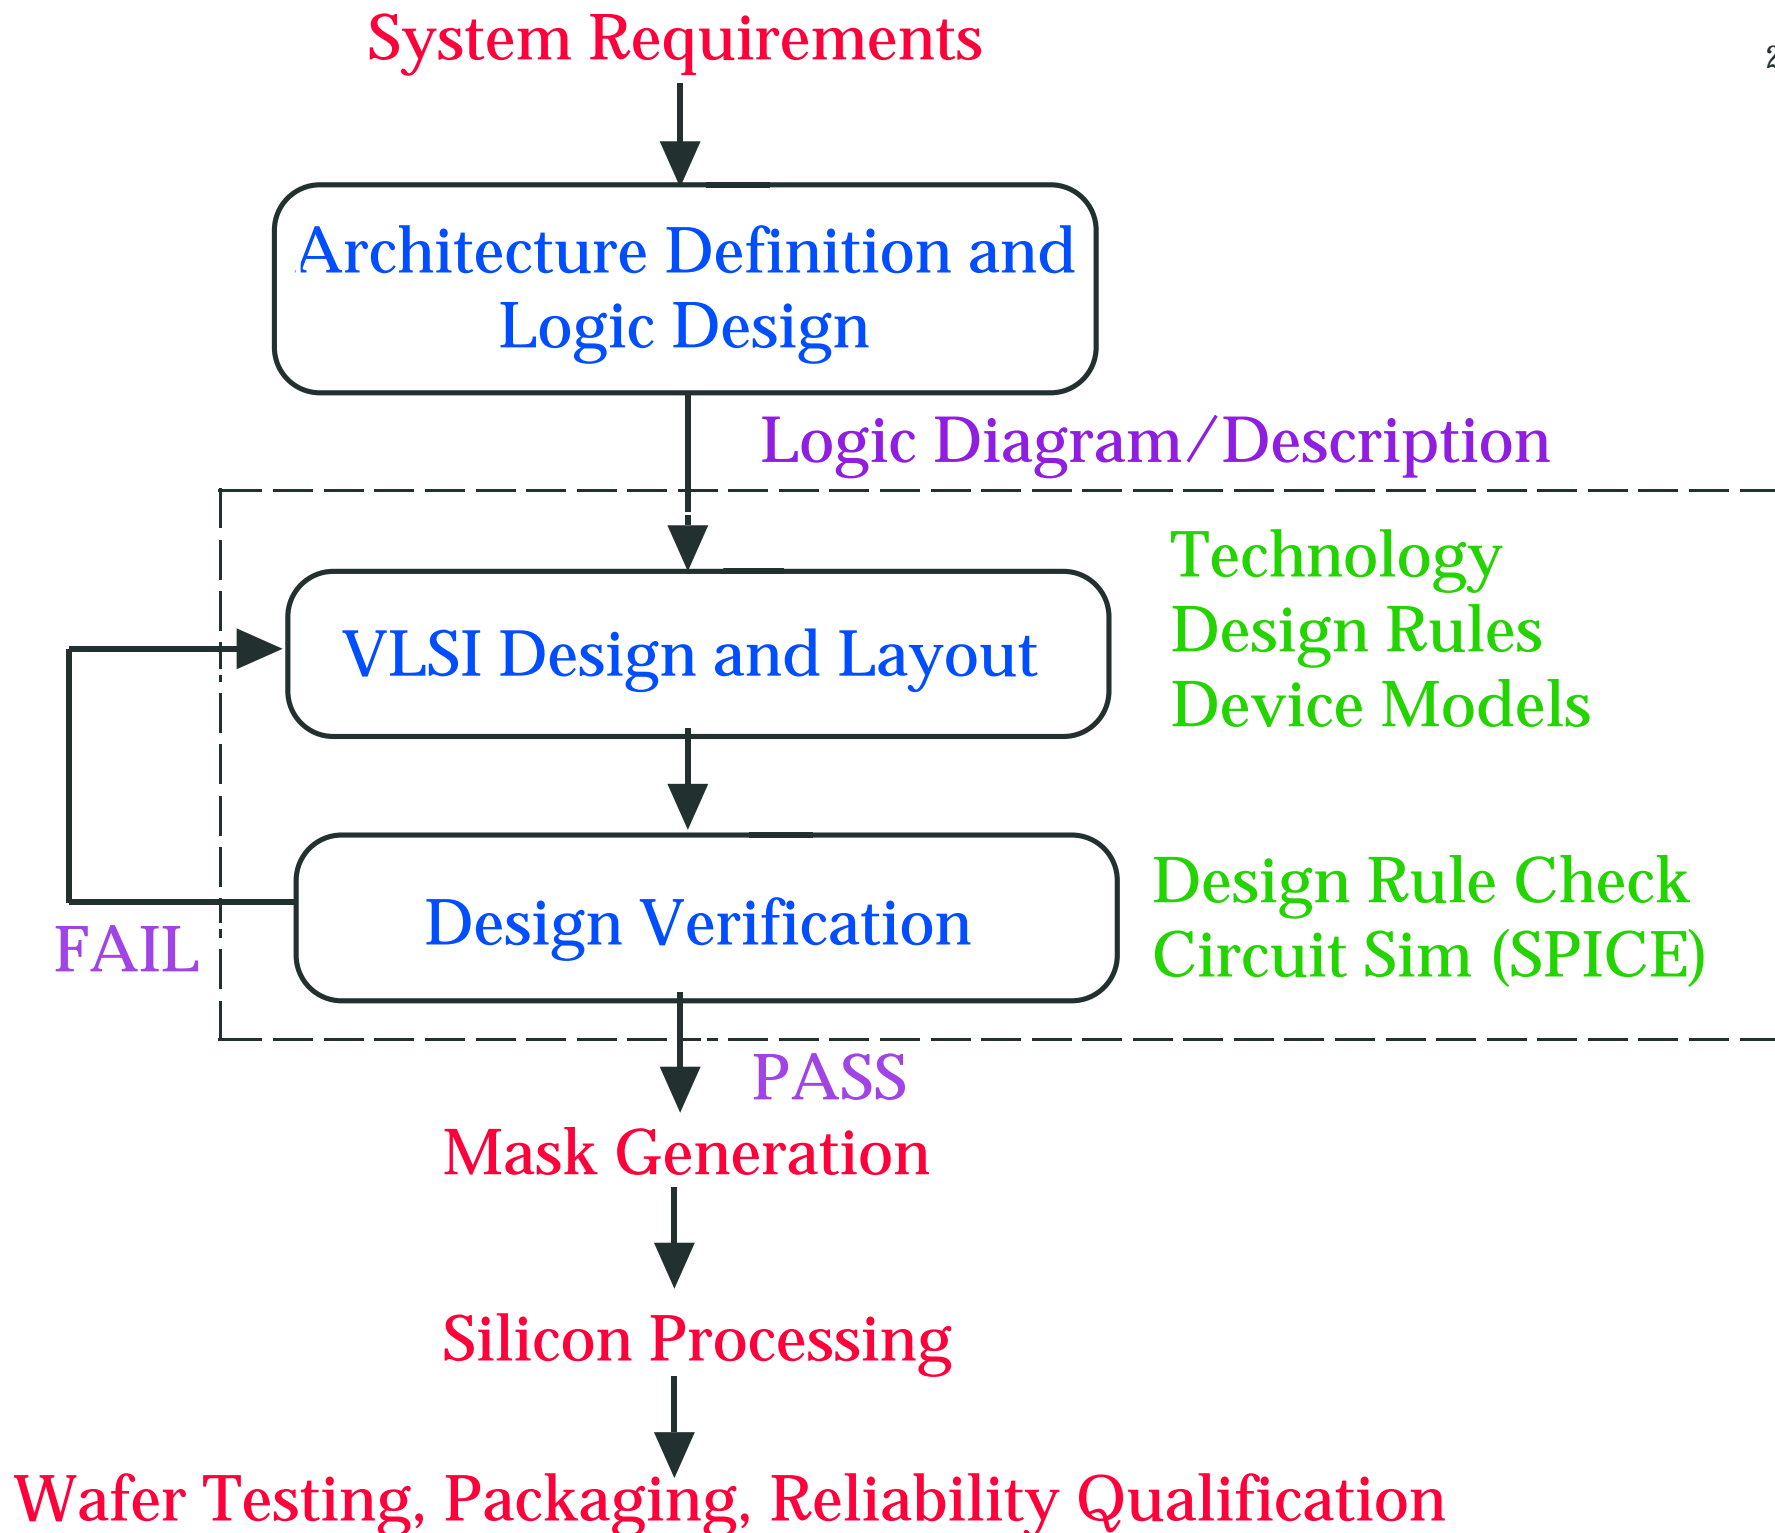 System Requirements
2
Architecture Definition and
Logic Design
Logic Diagram/Description
Technology
Design Rules
Device Models
VLSI Design and Layout
Design Rule Check
Circuit Sim (SPICE)
Design Verification
FAIL
PASS
Mask Generation
Silicon Processing
Wafer Testing, Packaging, Reliability Qualification